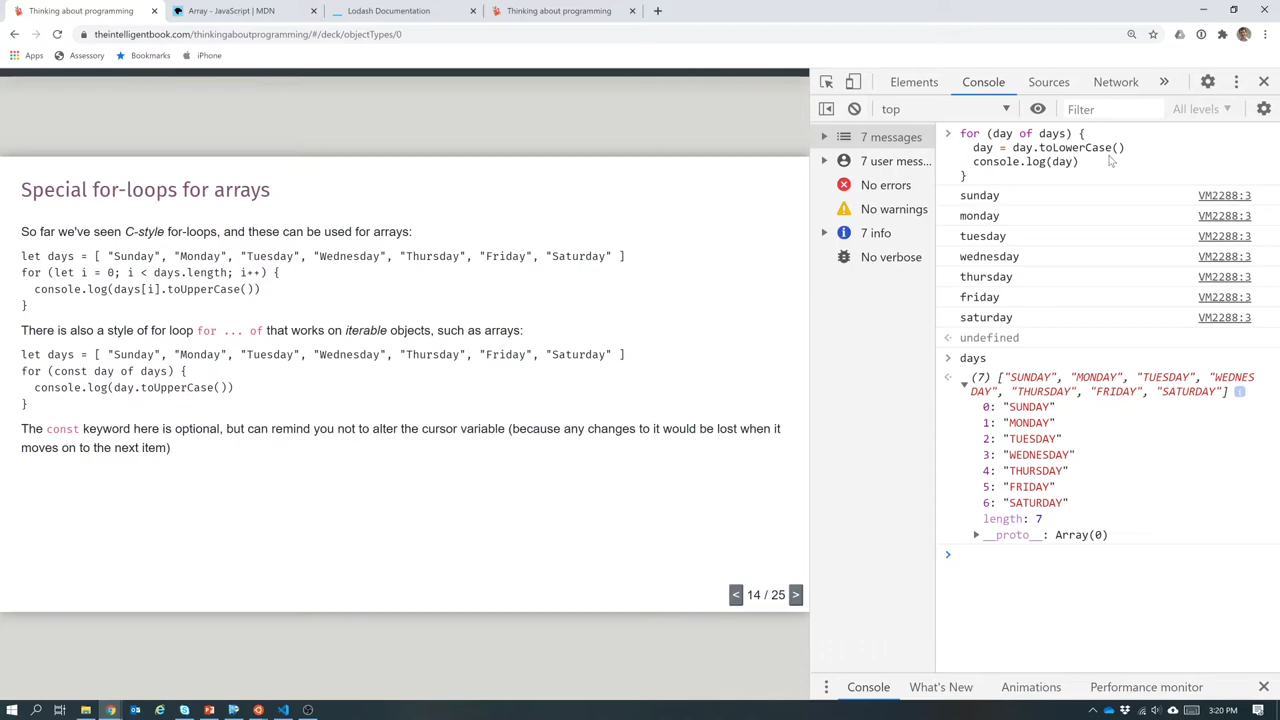 Thinking about programming
Array - JavaScript | MDN
Lodash Documentation
Thinking about programming
theintelligentbook.com/thinkingaboutprogramming/#/deck/objectTypes/0
Apps
Assessory
Bookmarks
iPhone
Special for-loops for arrays
So far we've seen C-style for-loops, and these can be used for arrays:
let days = [ "Sunday", "Monday", "Tuesday", "Wednesday", "Thursday", "Friday", "Saturday" ]
for (let i = 0; i < days.length; i++) {
console.log(days[i].toUpperCase())
}
There is also a style of for loop for ... of that works on iterable objects, such as arrays:
let days = [ "Sunday", "Monday", "Tuesday", "Wednesday", "Thursday", "Friday", "Saturday" ]
for (const day of days) {
console.log(day.toUpperCase())
}
The const keyword here is optional, but can remind you not to alter the cursor variable (because any changes to it would be lost when it
moves on to the next item)
< 14 / 25 >
Elements Console Sources Network »
top Filter All levels
7 messages
7 user mess...
No errors
No warnings
7 info
No verbose
> for (day of days) {
day = day.toLowerCase()
console.log(day)
}
sunday VM2288:3
monday VM2288:3
tuesday VM2288:3
wednesday VM2288:3
thursday VM2288:3
friday VM2288:3
saturday VM2288:3
undefined
> days
(7) ["SUNDAY", "MONDAY", "TUESDAY", "WEDNES
DAY", "THURSDAY", "FRIDAY", "SATURDAY"]
0: "SUNDAY"
1: "MONDAY"
2: "TUESDAY"
3: "WEDNESDAY"
4: "THURSDAY"
5: "FRIDAY"
6: "SATURDAY"
length: 7
__proto__: Array(0)
>
Console What's New Animations Performance monitor
3:20 PM